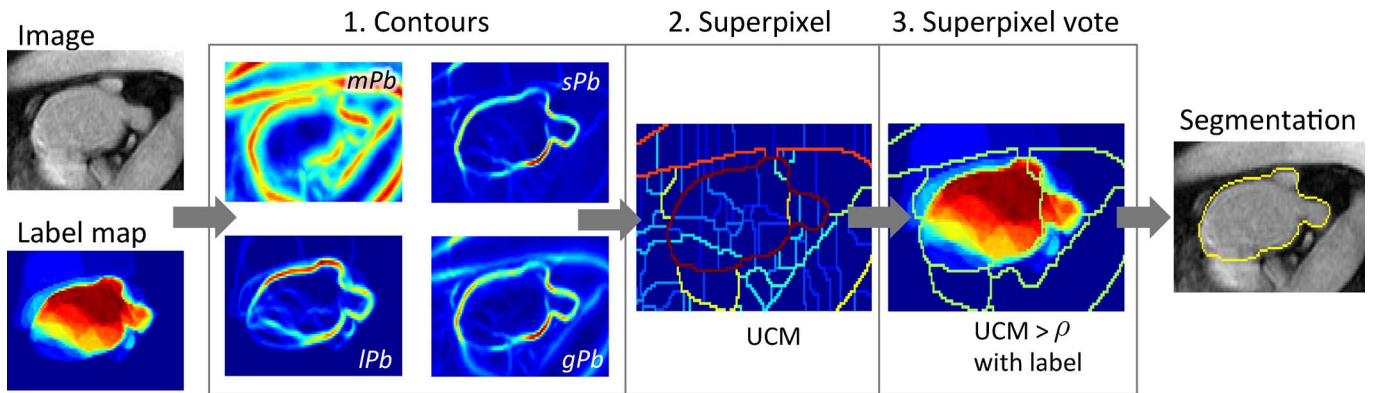 1. Contours
2. Superpixel
3. Superpixel vote
Image
mPb
sPb
Segmentation
Label map
lPb
gPb
UCM
UCM > ρ
with label